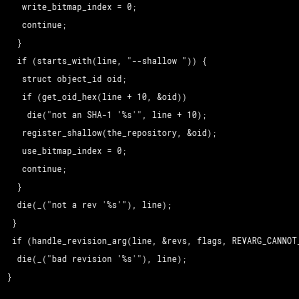 write_bitmap_index = 0;
continue;
}
if (starts_with(line, "--shallow ")) {
struct object_id oid;
if (get_oid_hex(line + 10, &oid))
die("not an SHA-1 '%s'", line + 10);
register_shallow(the_repository, &oid);
use_bitmap_index = 0;
continue;
}
die(_("not a rev '%s'"), line);
}
if (handle_revision_arg(line, &revs, flags, REVARG_CANNOT_
die(_("bad revision '%s'"), line);
}